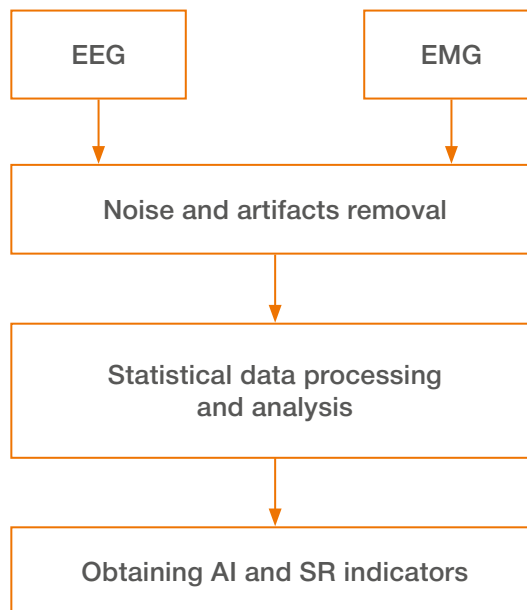 EEG
EMG
Noise and artifacts removal
Statistical data processing
and analysis
Obtaining AI and SR indicators